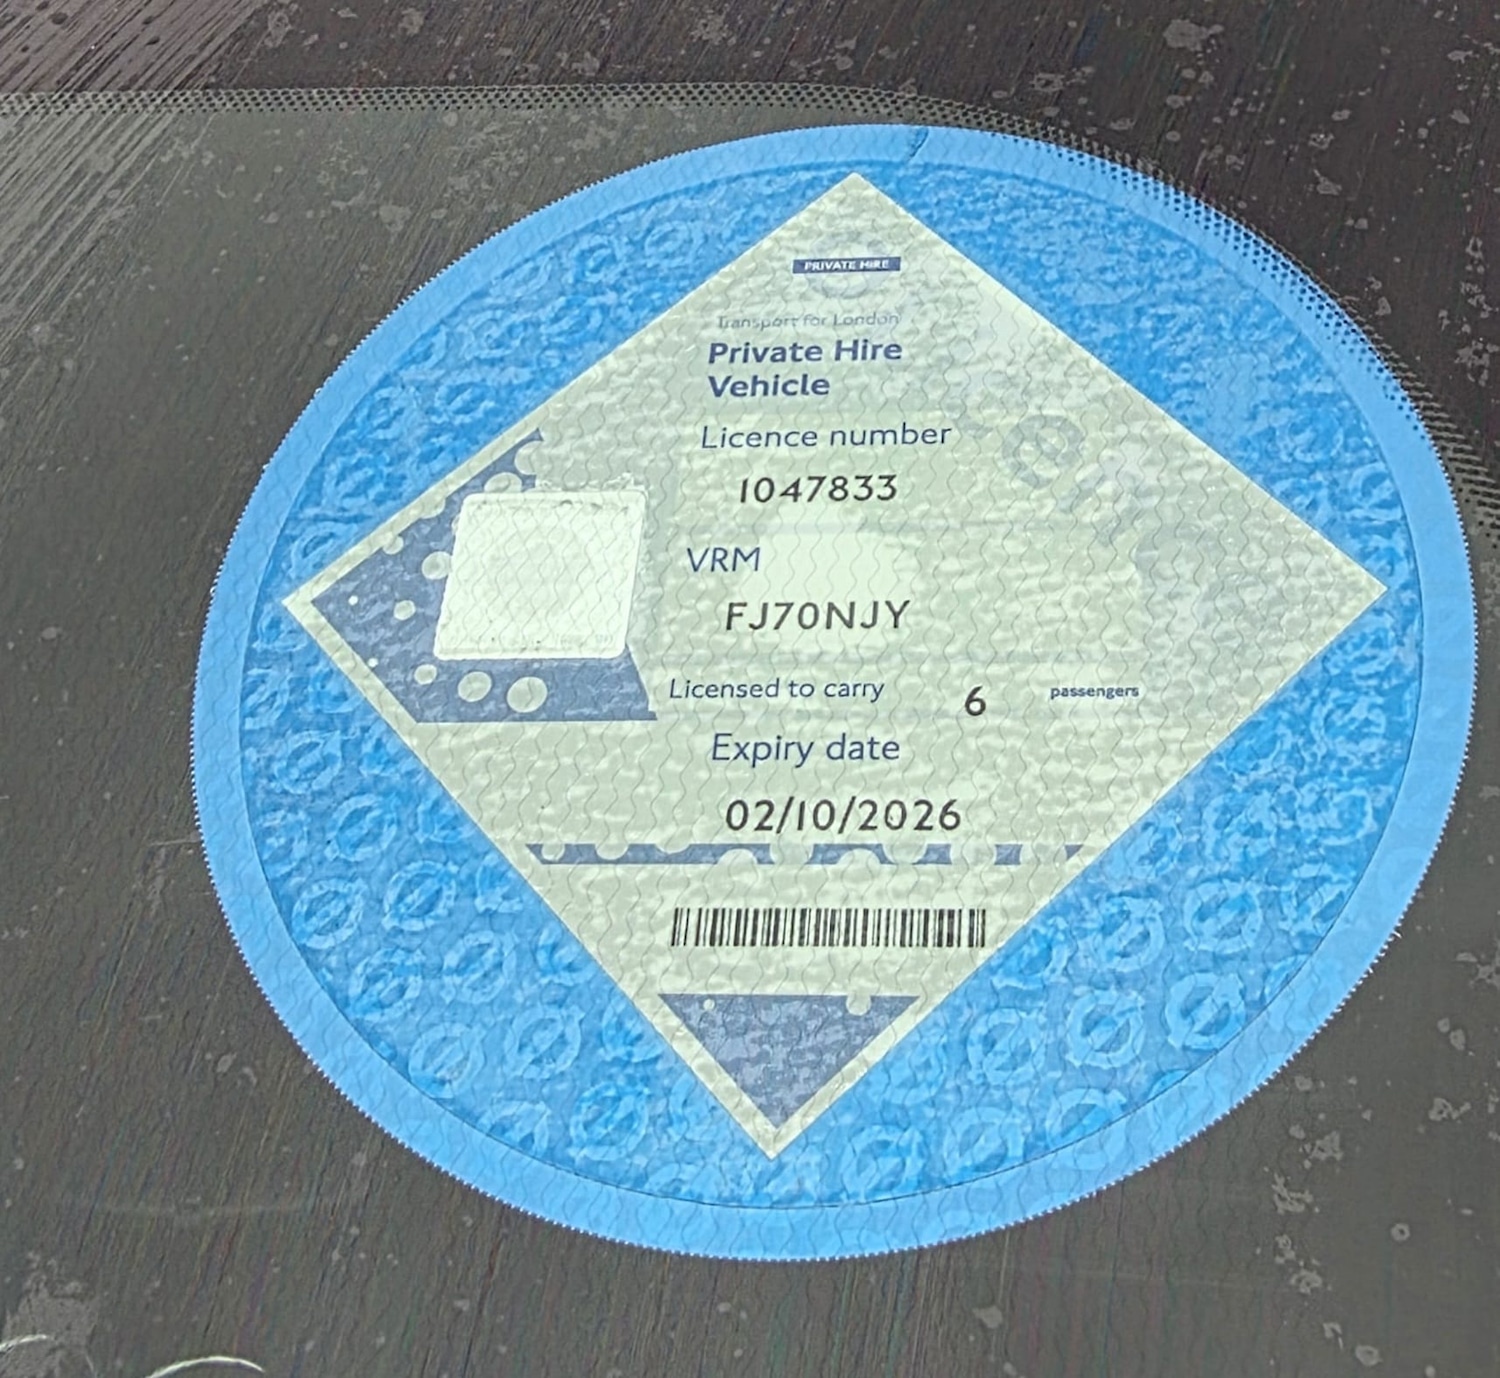 PRIVATE HIRE
Transport for London
Private Hire
Vehicle
Licence number
1047833
VRM
FJ70NJY
Licensed to carry 6 passengers
Expiry date
02/10/2026